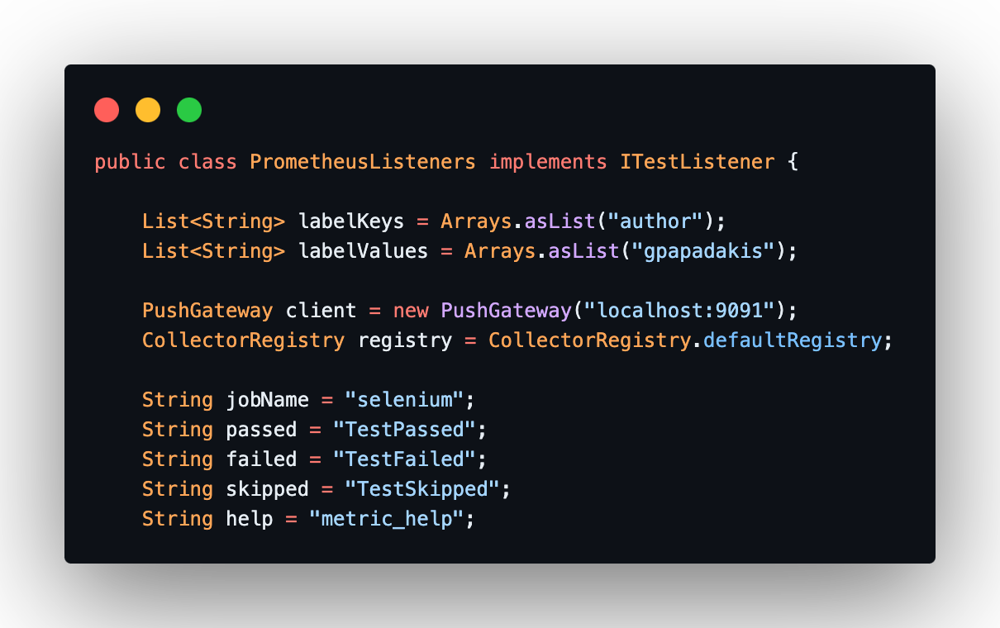 public class PrometheusListeners implements ITestListener {
List<String> labelKeys = Arrays.asList("author");
List<String> labelValues = Arrays.asList("gpapadakis");
PushGateway client = new PushGateway("localhost:9091");
CollectorRegistry registry = CollectorRegistry.defaultRegistry;
String jobName = "selenium";
String passed = "TestPassed";
String failed = "TestFailed";
String skipped = "TestSkipped";
String help = "metric_help";